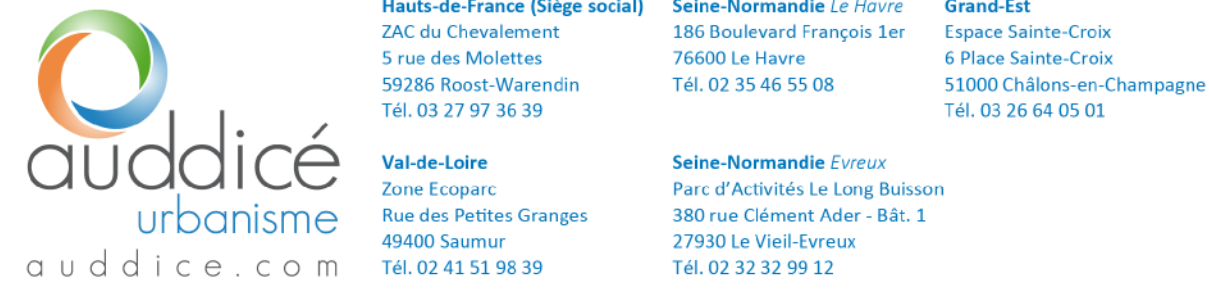 auddicé
urbanisme
auddice.com
Hauts-de-France (Siège social)
ZAC du Chevalement
5 rue des Molettes
59286 Roost-Warendin
Tél. 03 27 97 36 39
Seine-Normandie Le Havre
186 Boulevard François 1er
76600 Le Havre
Tél. 02 35 46 55 08
Grand-Est
Espace Sainte-Croix
6 Place Sainte-Croix
51000 Châlons-en-Champagne
Tél. 03 26 64 05 01
Val-de-Loire
Zone Ecoparc
Rue des Petites Granges
49400 Saumur
Tél. 02 41 51 98 39
Seine-Normandie Evreux
Parc d'Activités Le Long Buisson
380 rue Clément Ader - Bât. 1
27930 Le Vieil-Evreux
Tél. 02 32 32 99 12